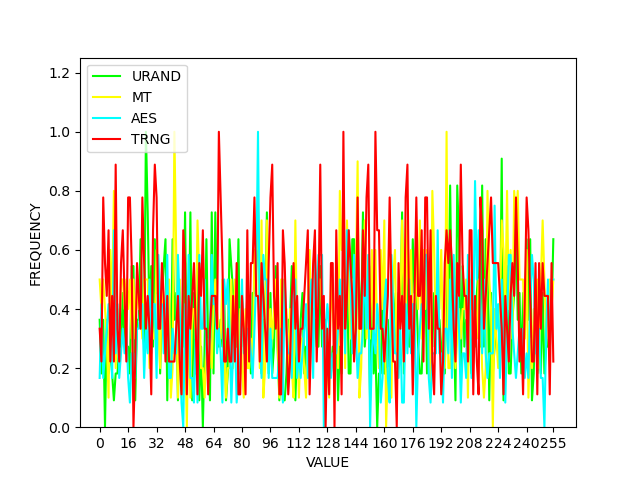 URAND
MT
AES
TRNG
1.2
1.0
0.8
0.6
0.4
0.2
0.0
FREQUENCY
0 16 32 48 64 80 96 112 128 144 160 176 192 208 224 240 255
VALUE